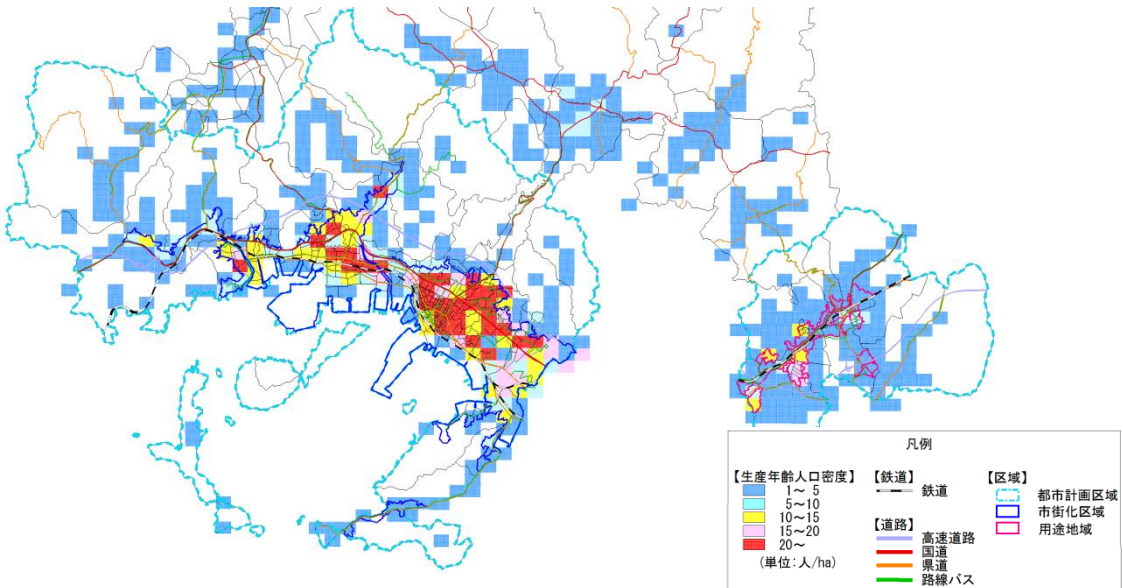 凡例
【生産年齢人口密度】
1～ 5
5～10
10～15
15～20
20～
(単位:人/ha)
【鉄道】
鉄道
【道路】
高速道路
国道
県道
路線バス
【区域】
都市計画区域
市街化区域
用途地域